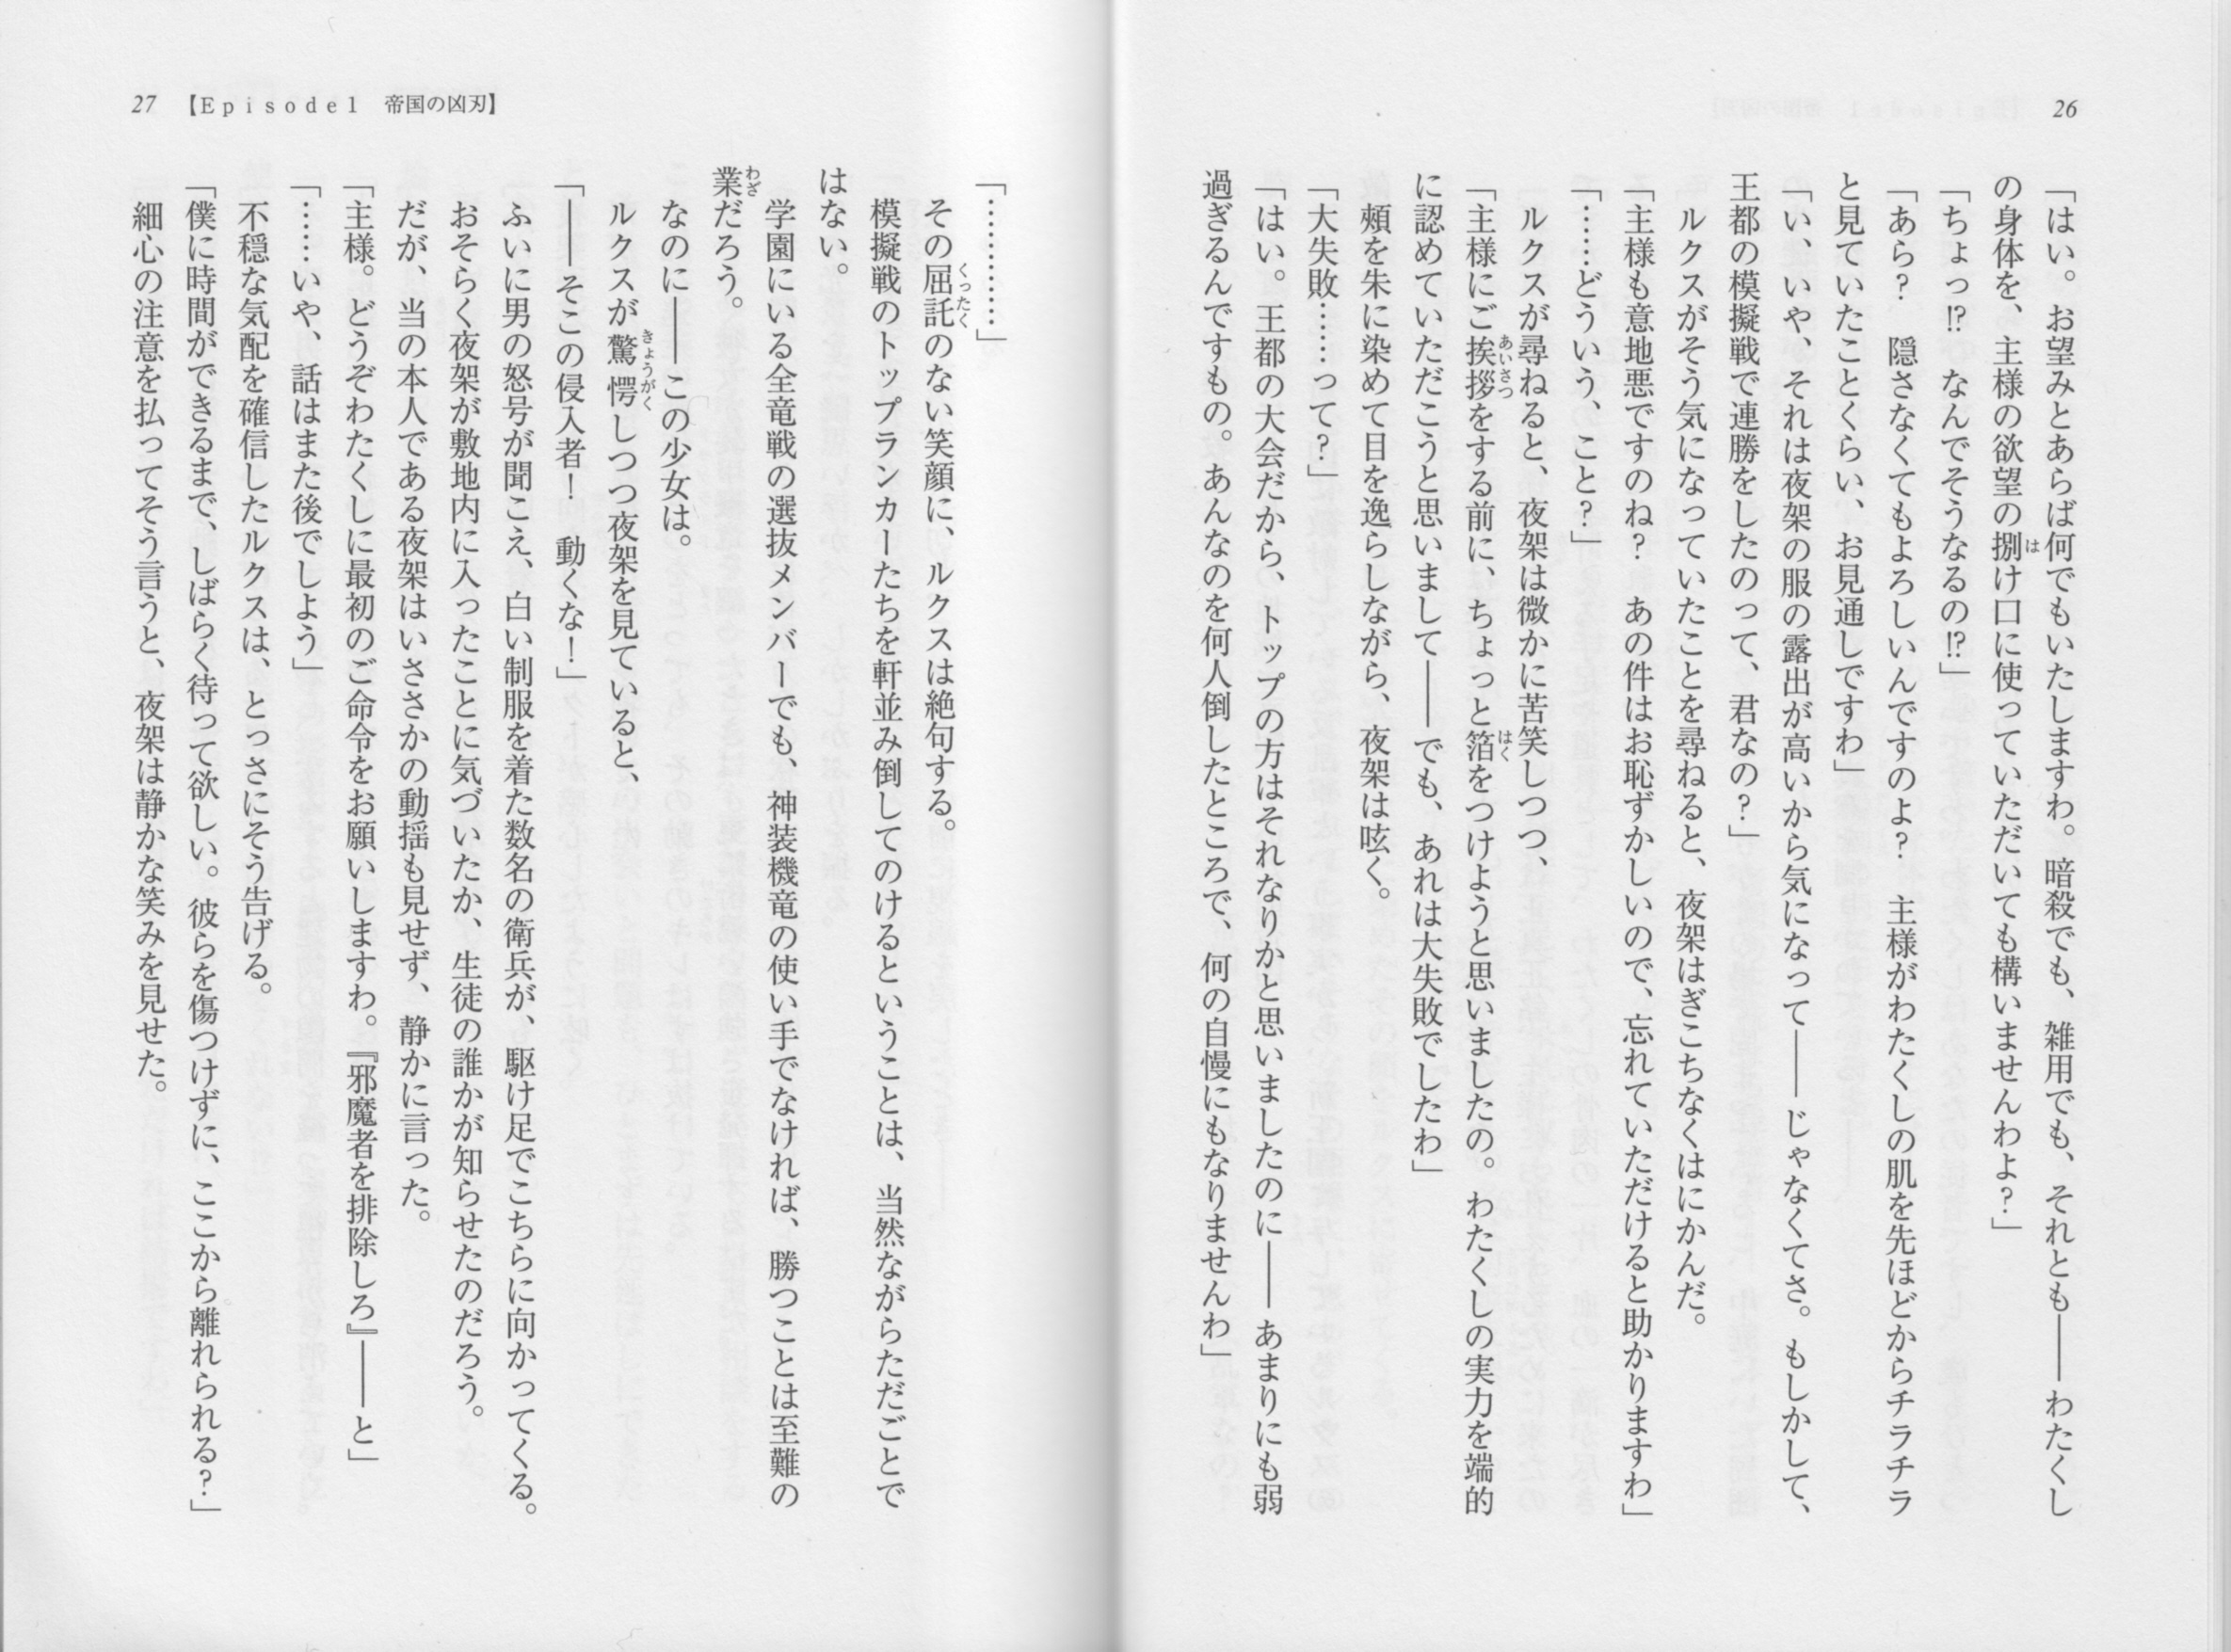 26
「はい。お望みとあらば何でもいたしますわ。暗殺でも、雑用でも、それとも――わたくし
の身体を、主様の欲望の捌け口に使っていただいても構いませんわよ？」
「ちょっ!?　なんでそうなるの!?」
「あら？　隠さなくてもよろしいんですのよ？　主様がわたくしの肌を先ほどからチラチラ
と見ていたことくらい、お見通しですわ」
「い、いや、それは夜架の服の露出が高いから気になって――じゃなくてさ。もしかして、
王都の模擬戦で連勝をしたのって、君なの？」
　ルクスがそう気になっていたことを尋ねると、夜架はぎこちなくはにかんだ。
「主様も意地悪ですのね？　あの件はお恥ずかしいので、忘れていただけると助かりますわ」
「……どういう、こと？」
　ルクスが尋ねると、夜架は微かに苦笑しつつ、
「主様にご挨拶をする前に、ちょっと箔をつけようと思いましたの。わたくしの実力を端的
に認めていただこうと思いまして――でも、あれは大失敗でしたわ」
　頬を朱に染めて目を逸らしながら、夜架は呟く。
「大失敗……って？」
「はい。王都の大会だから、トップの方はそれなりかと思いましたのに――あまりにも弱
過ぎるんですもの。あんなのを何人倒したところで、何の自慢にもなりませんわ」
27　【Episode1　帝国の凶刃】
「…………」
　その屈託のない笑顔に、ルクスは絶句する。
　模擬戦のトップランカーたちを軒並み倒してのけるということは、当然ながらただごとで
はない。
　学園にいる全竜戦の選抜メンバーでも、神装機竜の使い手でなければ、勝つことは至難の
業だろう。
　なのに――この少女は。
　ルクスが驚愕しつつ夜架を見ていると、
「――そこの侵入者！　動くな！」
　ふいに男の怒号が聞こえ、白い制服を着た数名の衛兵が、駆け足でこちらに向かってくる。
　おそらく夜架が敷地内に入ったことに気づいたか、生徒の誰かが知らせたのだろう。
　だが、当の本人である夜架はいささかの動揺も見せず、静かに言った。
「主様。どうぞわたくしに最初のご命令をお願いしますわ。『邪魔者を排除しろ』――と」
「……いや、話はまた後でしよう」
　不穏な気配を確信したルクスは、とっさにそう告げる。
「僕に時間ができるまで、しばらく待って欲しい。彼らを傷つけずに、ここから離れられる？」
　細心の注意を払ってそう言うと、夜架は静かな笑みを見せた。